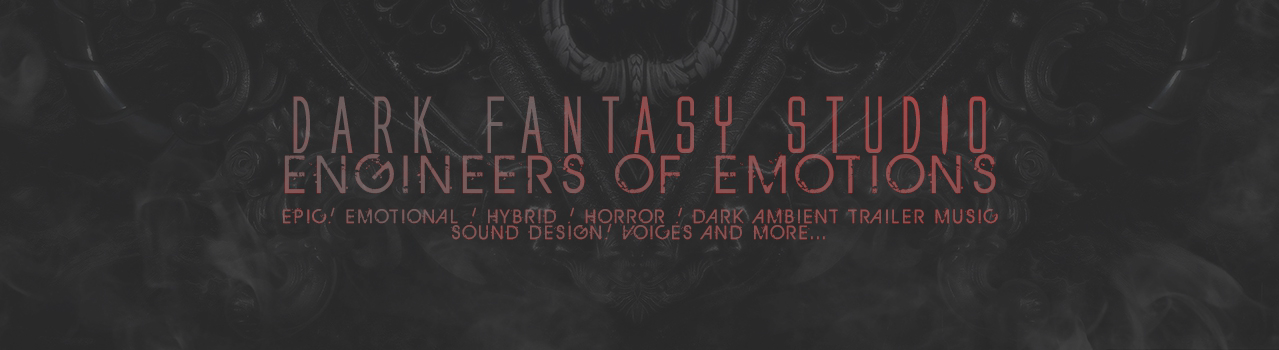 DARK FANTASY STUDIO
ENGINEERS OF EMOTIONS
EPIC/ EMOTIONAL / HYBRID / HORROR / DARK AMBIENT TRAILER MUSIC
SOUND DESIGN/ VOICES AND MORE...